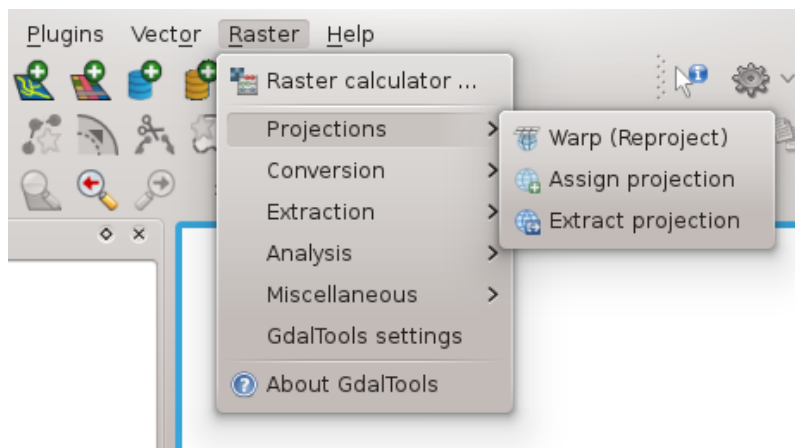 Plugins Vector Raster Help
Raster calculator ...
Projections
Warp (Reproject)
Assign projection
Extract projection
Conversion
Extraction
Analysis
Miscellaneous
GdalTools settings
About GdalTools